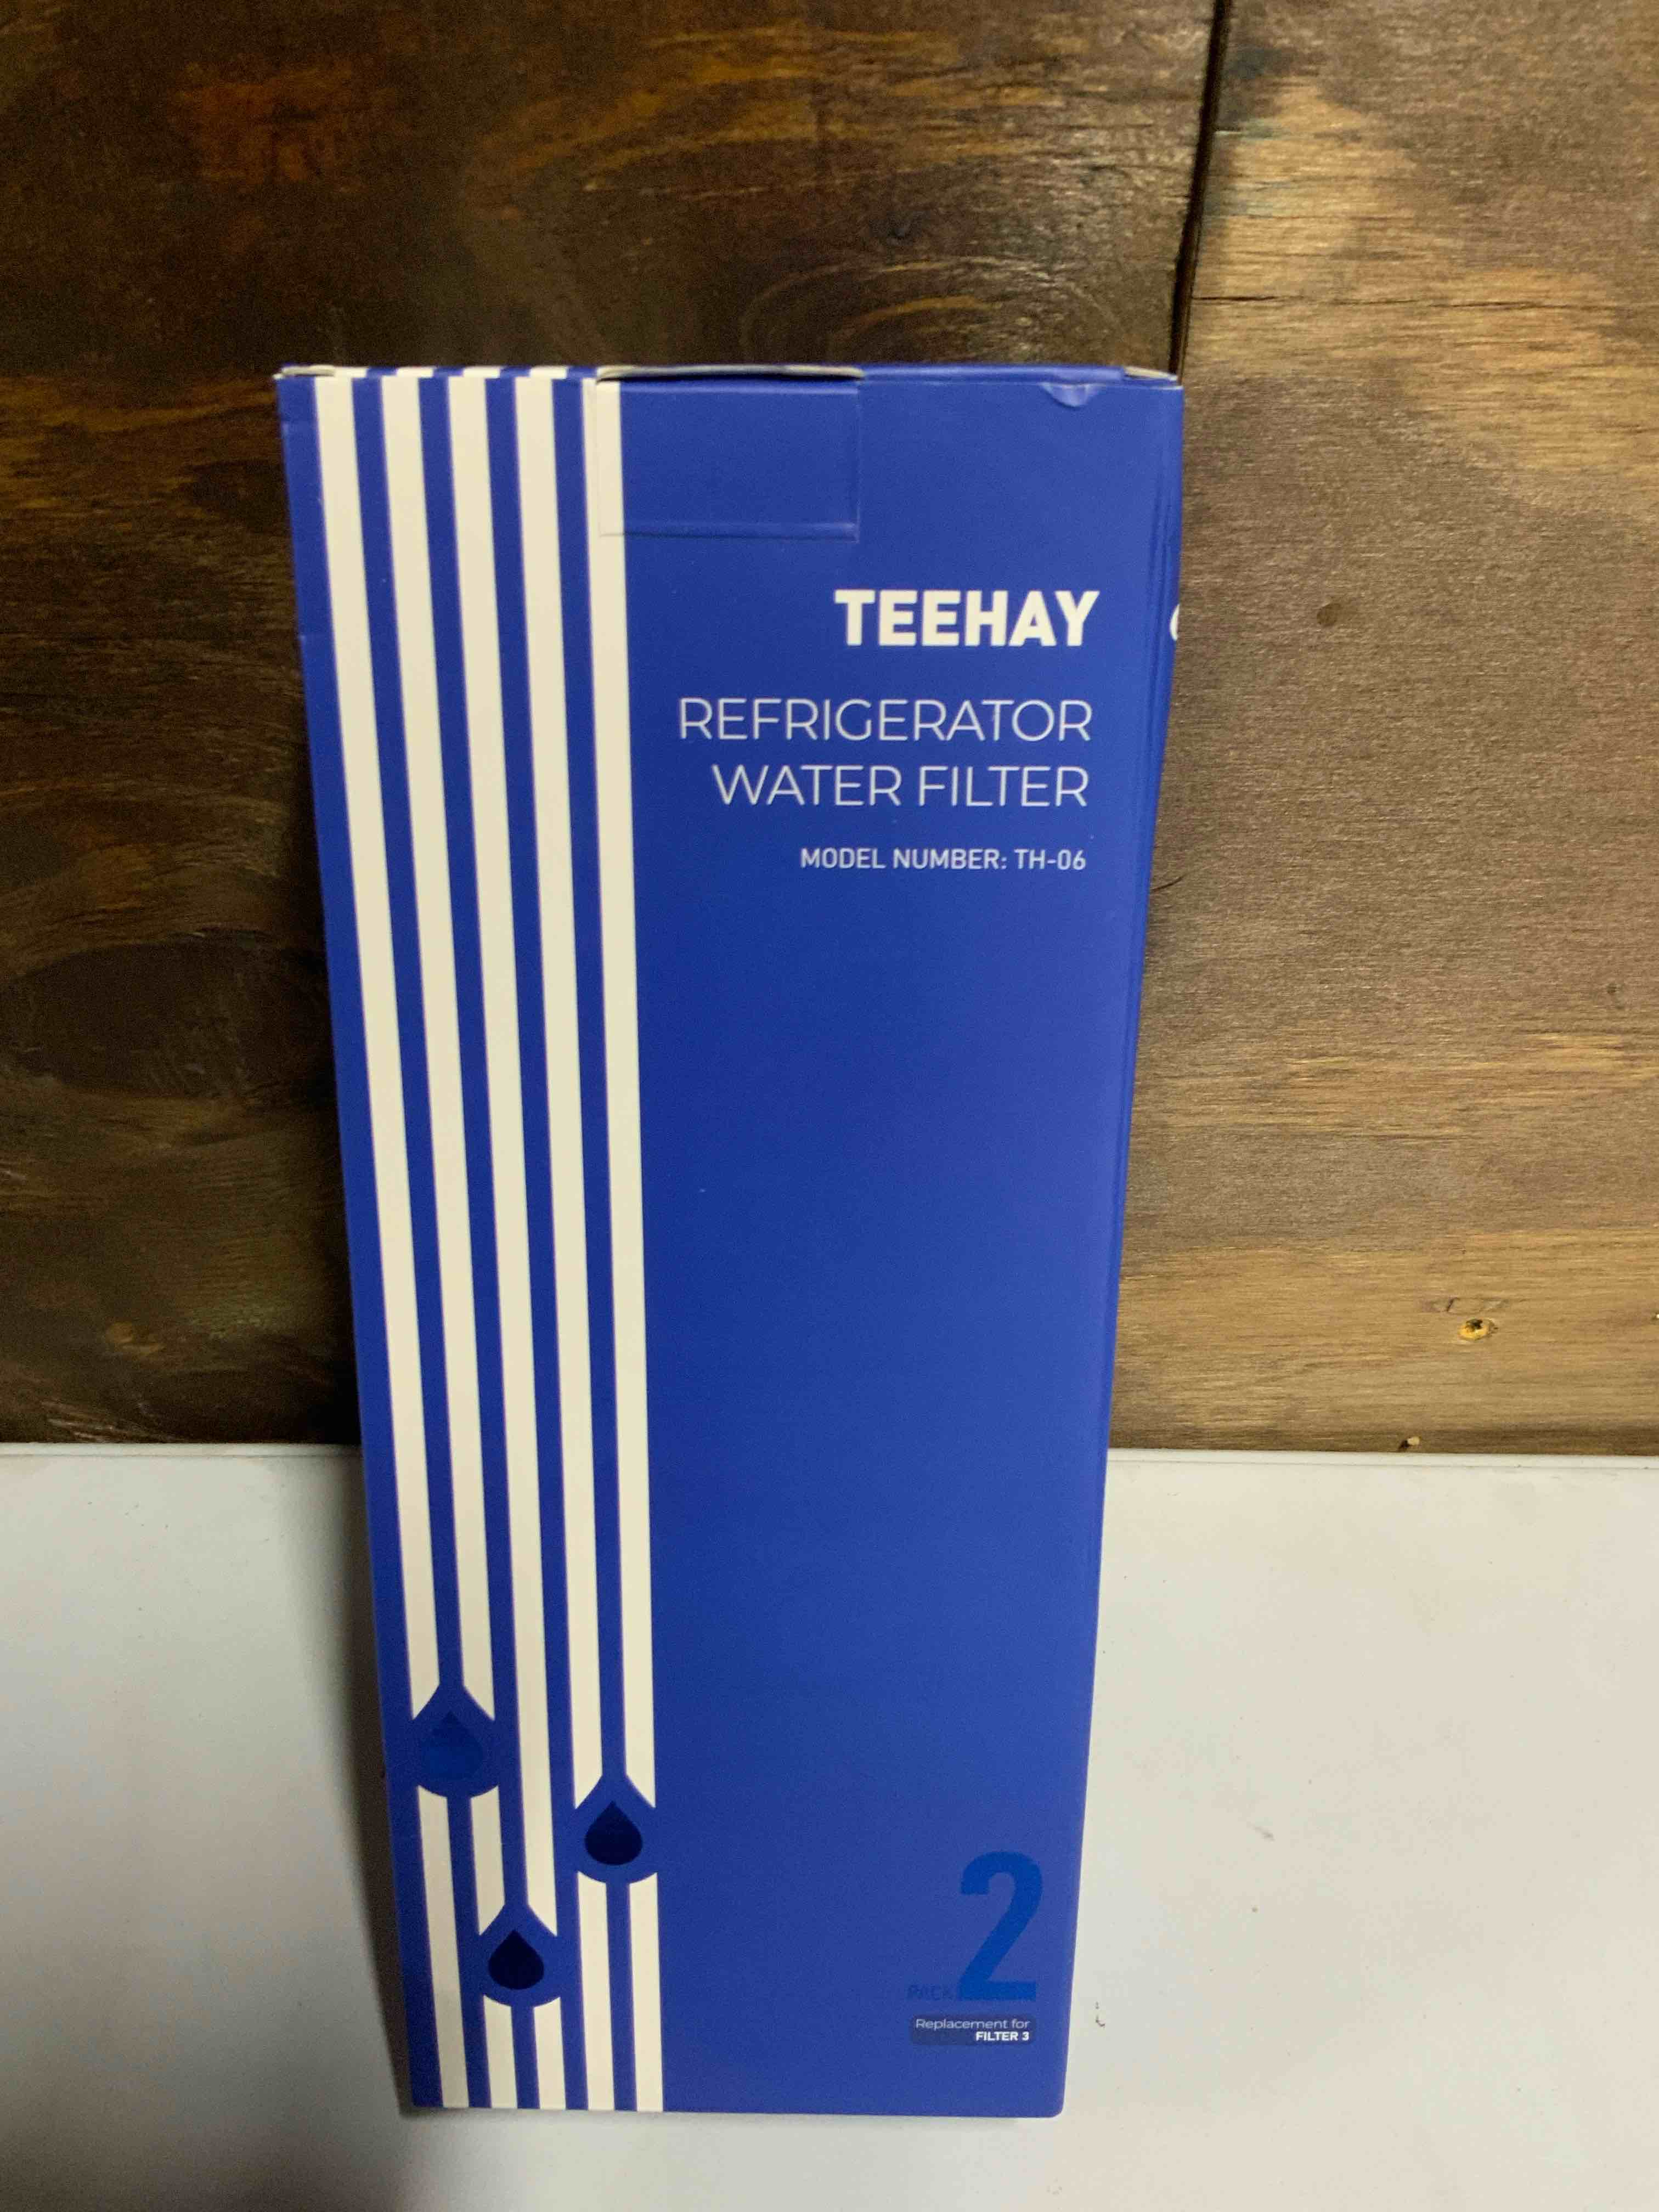 TEEHAY
REFRIGERATOR
WATER FILTER
MODEL NUMBER: TH-06
2
PACK
Replacement for
FILTER 3